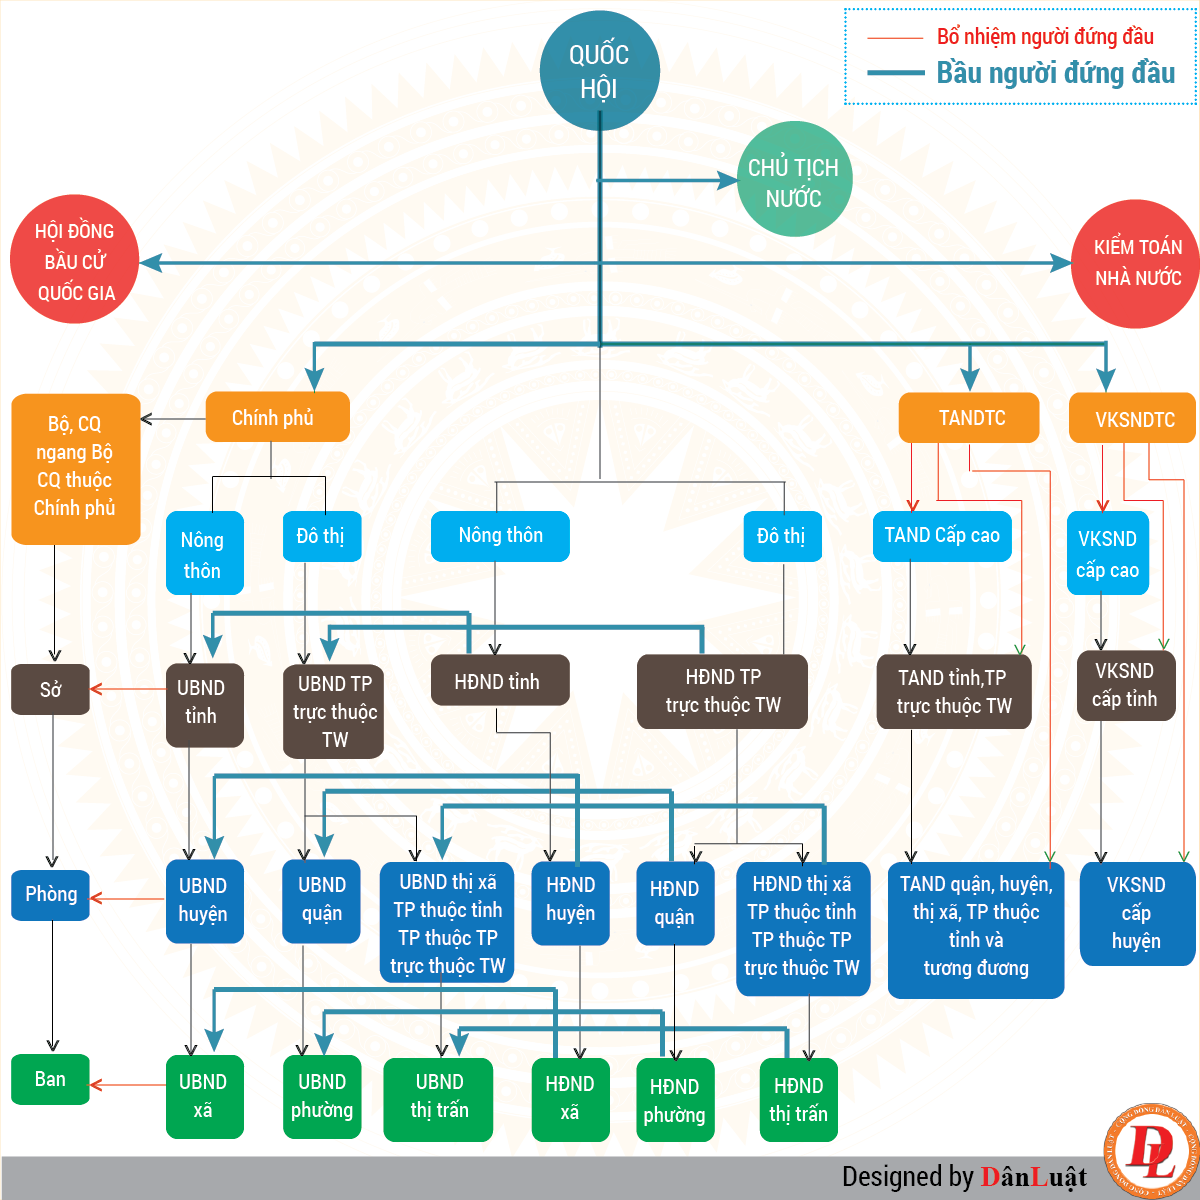 QUỐC
HỘI
Bổ nhiệm người đứng đầu
Bầu người đứng đầu
CHỦ TỊCH
NƯỚC
HỘI ĐỒNG
BẦU CỬ
QUỐC GIA
KIỂM TOÁN
NHÀ NƯỚC
Bộ, CQ
ngang Bộ
CQ thuộc
Chính phủ
Chính phủ
TANDTC
VKSNDTC
Nông
thôn
Đô thị
Nông thôn
Đô thị
TAND Cấp cao
VKSND
cấp cao
Sở
UBND
tỉnh
UBND TP
trực thuộc
TW
HĐND tỉnh
HĐND TP
trực thuộc TW
TAND tỉnh,TP
trực thuộc TW
VKSND
cấp tỉnh
Phòng
UBND
huyện
UBND
quận
UBND thị xã
TP thuộc tỉnh
TP thuộc TP
trực thuộc TW
HĐND
huyện
HĐND
quận
HĐND thị xã
TP thuộc tỉnh
TP thuộc TP
trực thuộc TW
TAND quận, huyện,
thị xã, TP thuộc
tỉnh và
tương đương
VKSND
cấp
huyện
Ban
UBND
xã
UBND
phường
UBND
thị trấn
HĐND
xã
HĐND
phường
HĐND
thị trấn
Designed by DânLuật
DL